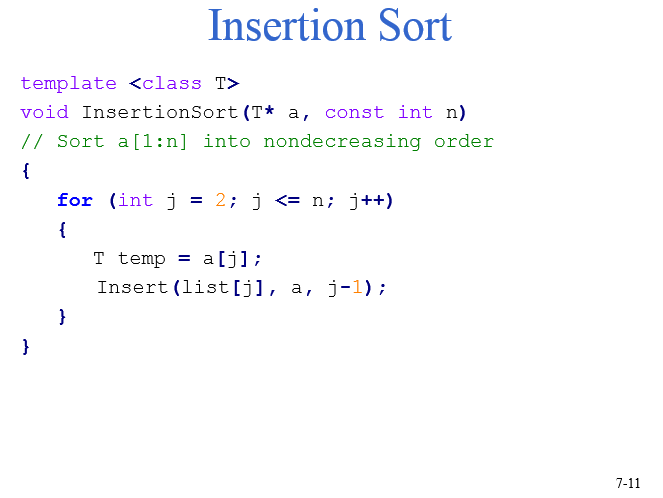 Insertion Sort
template <class T>
void InsertionSort(T* a, const int n)
// Sort a[1:n] into nondecreasing order
{
for (int j = 2; j <= n; j++)
{
T temp = a[j];
Insert(list[j], a, j-1);
}
}
7-11